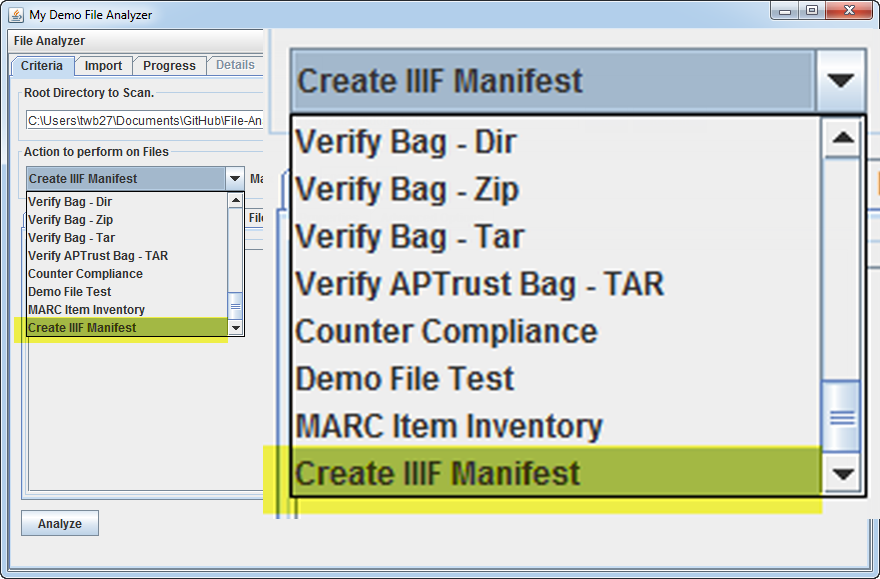 My Demo File Analyzer
File Analyzer
Criteria Import Progress Details
Root Directory to Scan.
C:\Users\twb27\Documents\GitHub\File-An
Action to perform on Files
Create IIIF Manifest
Verify Bag - Dir
Verify Bag - Zip
Verify Bag - Tar
Verify APTrust Bag - TAR
Counter Compliance
Demo File Test
MARC Item Inventory
Create IIIF Manifest
Ma
File
Analyze
Create IIIF Manifest
Verify Bag - Dir
Verify Bag - Zip
Verify Bag - Tar
Verify APTrust Bag - TAR
Counter Compliance
Demo File Test
MARC Item Inventory
Create IIIF Manifest